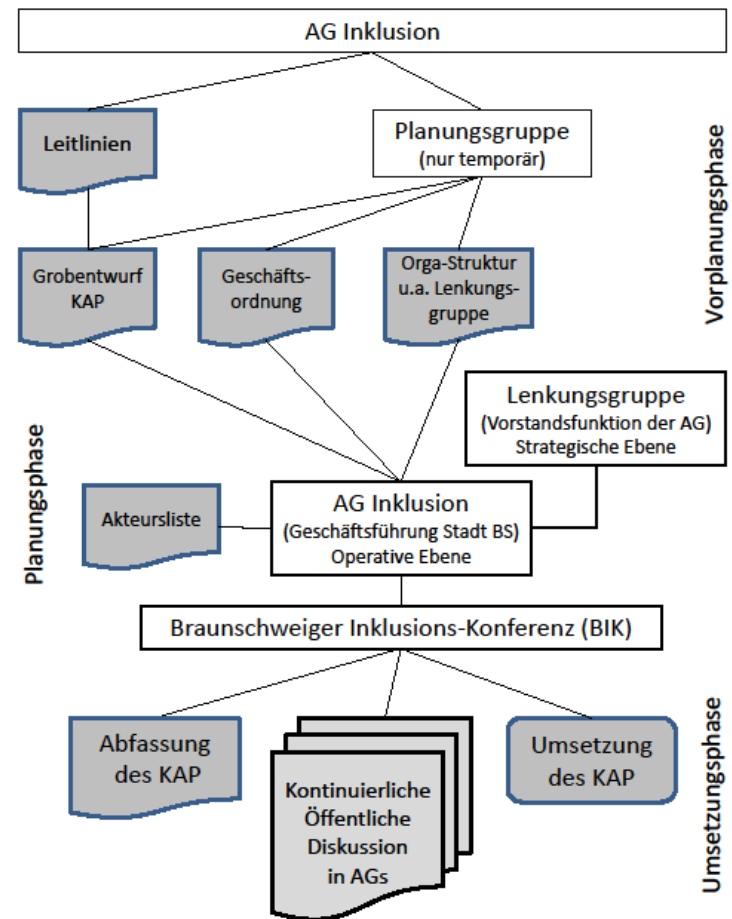 AG Inklusion
Leitlinien
Planungsgruppe
(nur temporär)
Vorplanungsphase
Grobentwurf
KAP
Geschäfts-
ordnung
Orga-Struktur
u.a. Lenkungs-
gruppe
Lenkungsgruppe
(Vorstandsfunktion der AG)
Strategische Ebene
Planungsphase
Akteursliste
AG Inklusion
(Geschäftsführung Stadt BS)
Operative Ebene
Braunschweiger Inklusions-Konferenz (BIK)
Abfassung
des KAP
Kontinuierliche
Öffentliche
Diskussion
in AGs
Umsetzung
des KAP
Umsetzungsphase